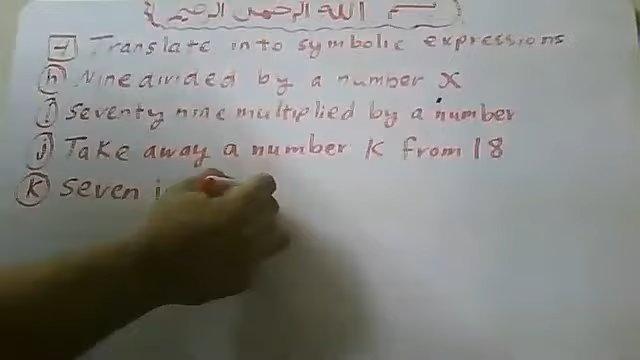 بسم الله الرحمن الرحيم
1 Translate into symbolic expressions
h Nine divided by a number x
i Seventy nine multiplied by a number
j Take away a number K from 18
K Seven